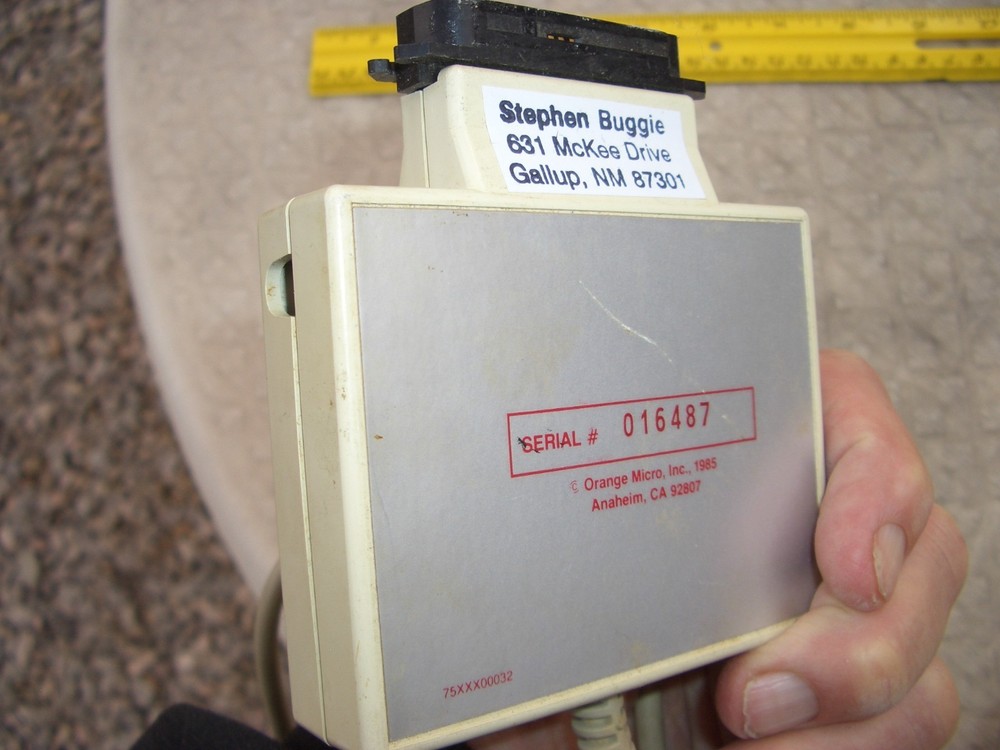 Stephen Buggie
631 McKee Drive
Gallup, NM 87301
SERIAL # 016487
© Orange Micro, Inc., 1985
Anaheim, CA 92807
75XXX00032